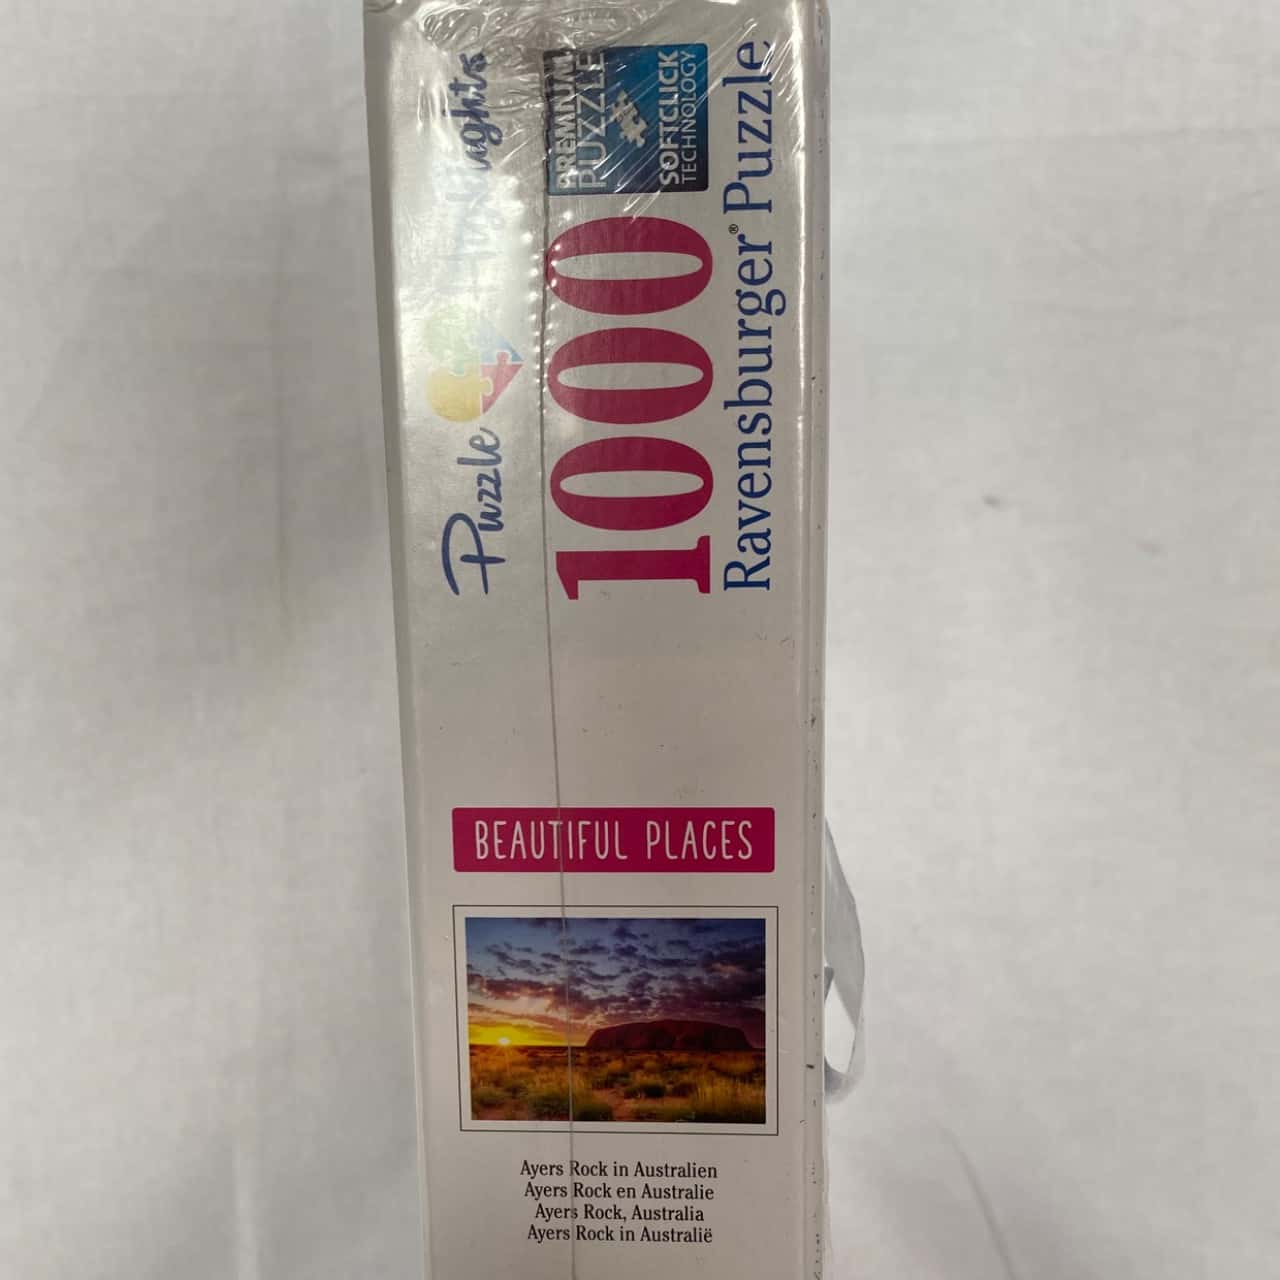 Puzzle Highlights
1000
PREMIUM
PUZZLE
SOFTCLICK
TECHNOLOGY
Ravensburger® Puzzle
BEAUTIFUL PLACES
Ayers Rock in Australien
Ayers Rock en Australie
Ayers Rock, Australia
Ayers Rock in Australië